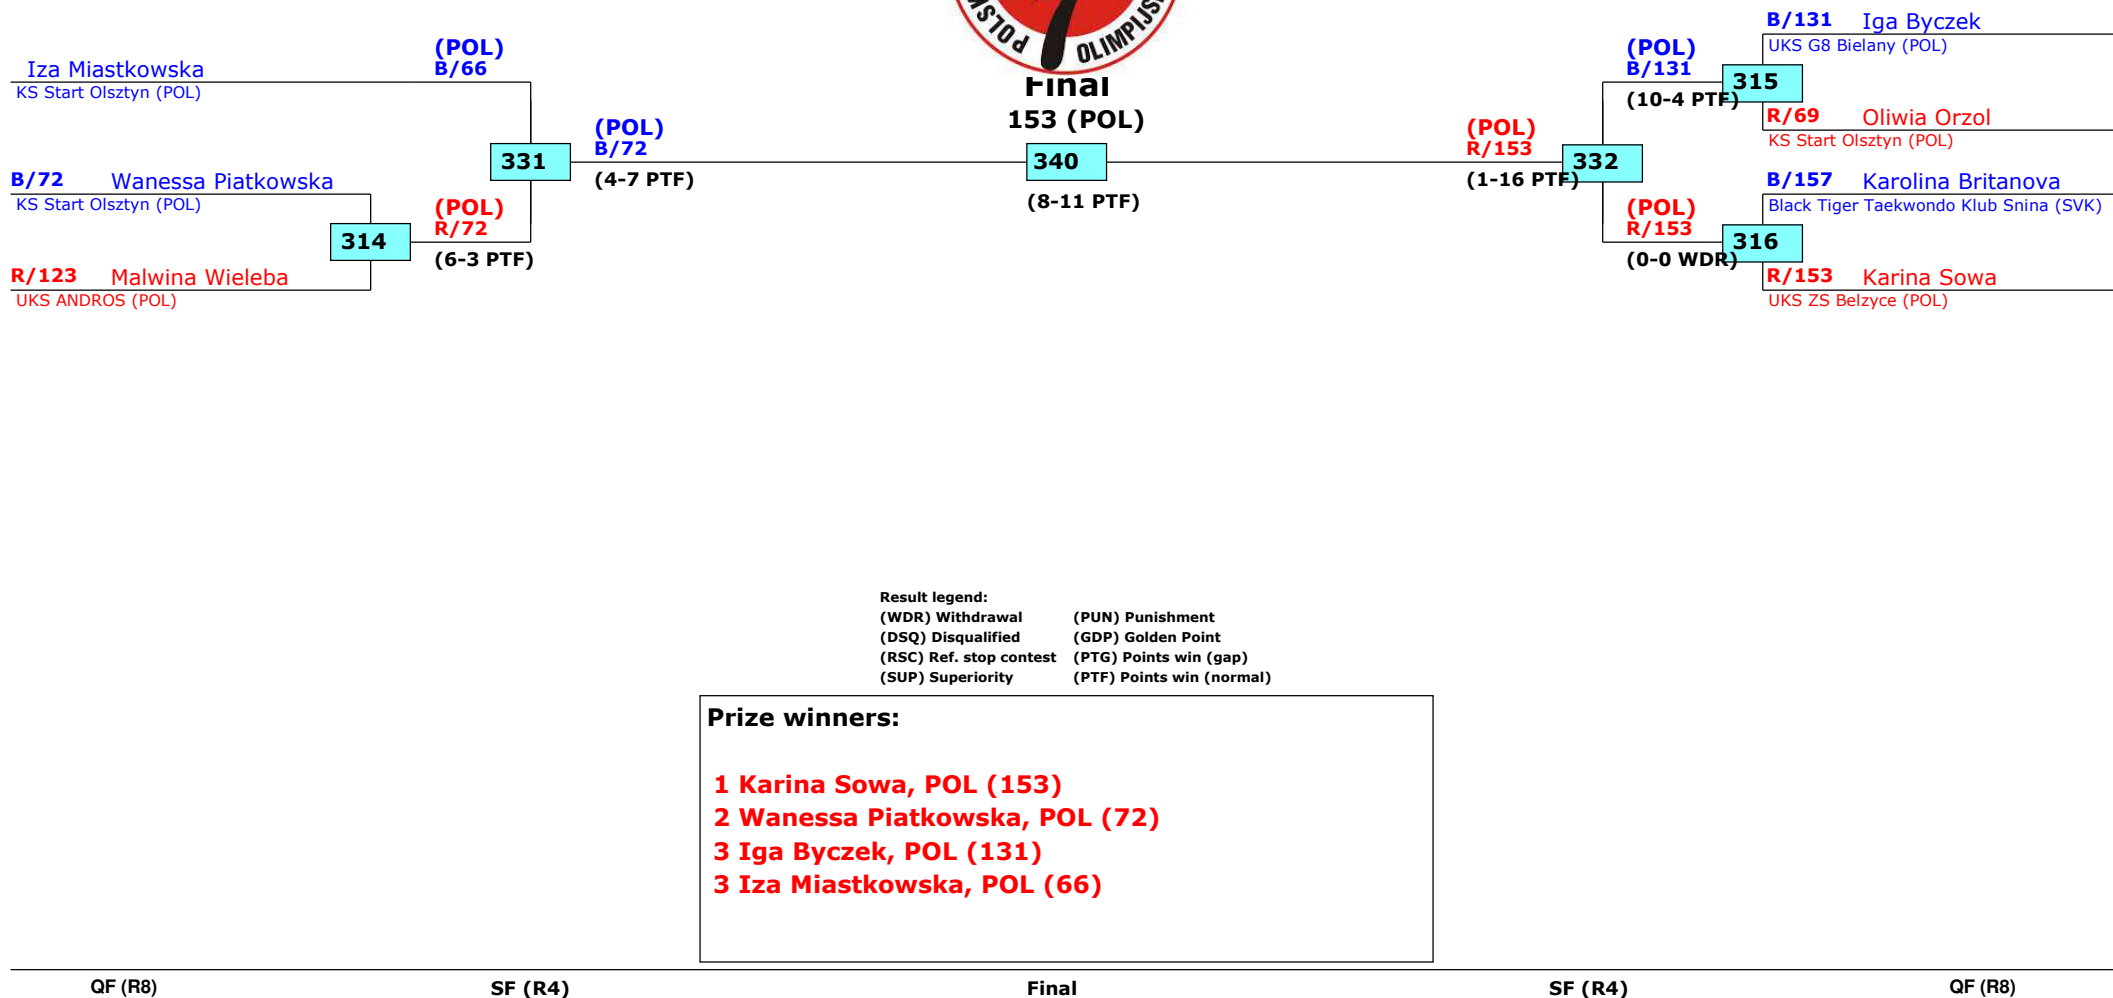 POLSK
OLIMPIJS
Final
153 (POL)
340
(8-11 PTF)
Iza Miastkowska
KS Start Olsztyn (POL)
B/72 Wanessa Piatkowska
KS Start Olsztyn (POL)
R/123 Malwina Wieleba
UKS ANDROS (POL)
314
(POL)
B/66
(POL)
R/72
(6-3 PTF)
331
(POL)
B/72
(4-7 PTF)
(POL)
R/153
(1-16 PTF)
332
(POL)
B/131
(10-4 PTF)
(POL)
R/153
(0-0 WDR)
315
316
B/131 Iga Byczek
UKS G8 Bielany (POL)
R/69 Oliwia Orzol
KS Start Olsztyn (POL)
B/157 Karolina Britanova
Black Tiger Taekwondo Klub Snina (SVK)
R/153 Karina Sowa
UKS ZS Belzyce (POL)
Result legend:
(WDR) Withdrawal (PUN) Punishment
(DSQ) Disqualified (GDP) Golden Point
(RSC) Ref. stop contest (PTG) Points win (gap)
(SUP) Superiority (PTF) Points win (normal)
Prize winners:
1 Karina Sowa, POL (153)
2 Wanessa Piatkowska, POL (72)
3 Iga Byczek, POL (131)
3 Iza Miastkowska, POL (66)
QF (R8) SF (R4) Final SF (R4) QF (R8)